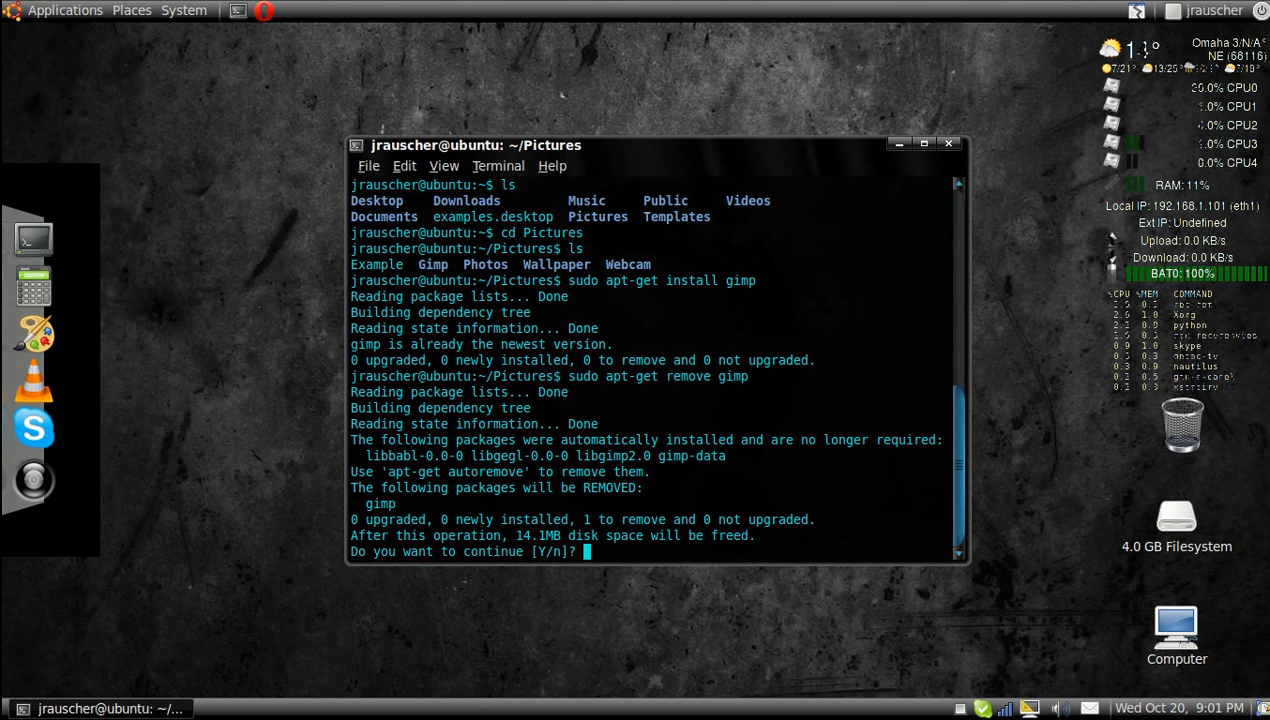 Applications Places System
jrauscher
Omaha 3/N/A°
NE (68116)
CPU0
CPU1
CPU2
CPU3
0.0% CPU4
RAM: 11%
Local IP: 192.168.1.101 (eth1)
Ext IP: Undefined
Upload: 0.0 KB/s
Download: 0.0 KB/s
BAT0: 100%
%CPU %MEM COMMAND
Xorg
python
skype
nautilus
jrauscher@ubuntu: ~/Pictures
File Edit View Terminal Help
jrauscher@ubuntu:~$ ls
Desktop Downloads Music Public Videos
Documents examples.desktop Pictures Templates
jrauscher@ubuntu:~$ cd Pictures
jrauscher@ubuntu:~/Pictures$ ls
Example Gimp Photos Wallpaper Webcam
jrauscher@ubuntu:~/Pictures$ sudo apt-get install gimp
Reading package lists... Done
Building dependency tree
Reading state information... Done
gimp is already the newest version.
0 upgraded, 0 newly installed, 0 to remove and 0 not upgraded.
jrauscher@ubuntu:~/Pictures$ sudo apt-get remove gimp
Reading package lists... Done
Building dependency tree
Reading state information... Done
The following packages were automatically installed and are no longer required:
libbabl-0.0-0 libgegl-0.0-0 libgimp2.0 gimp-data
Use 'apt-get autoremove' to remove them.
The following packages will be REMOVED:
gimp
0 upgraded, 0 newly installed, 1 to remove and 0 not upgraded.
After this operation, 14.1MB disk space will be freed.
Do you want to continue [Y/n]?
4.0 GB Filesystem
Computer
jrauscher@ubuntu: ~/...
Wed Oct 20, 9:01 PM